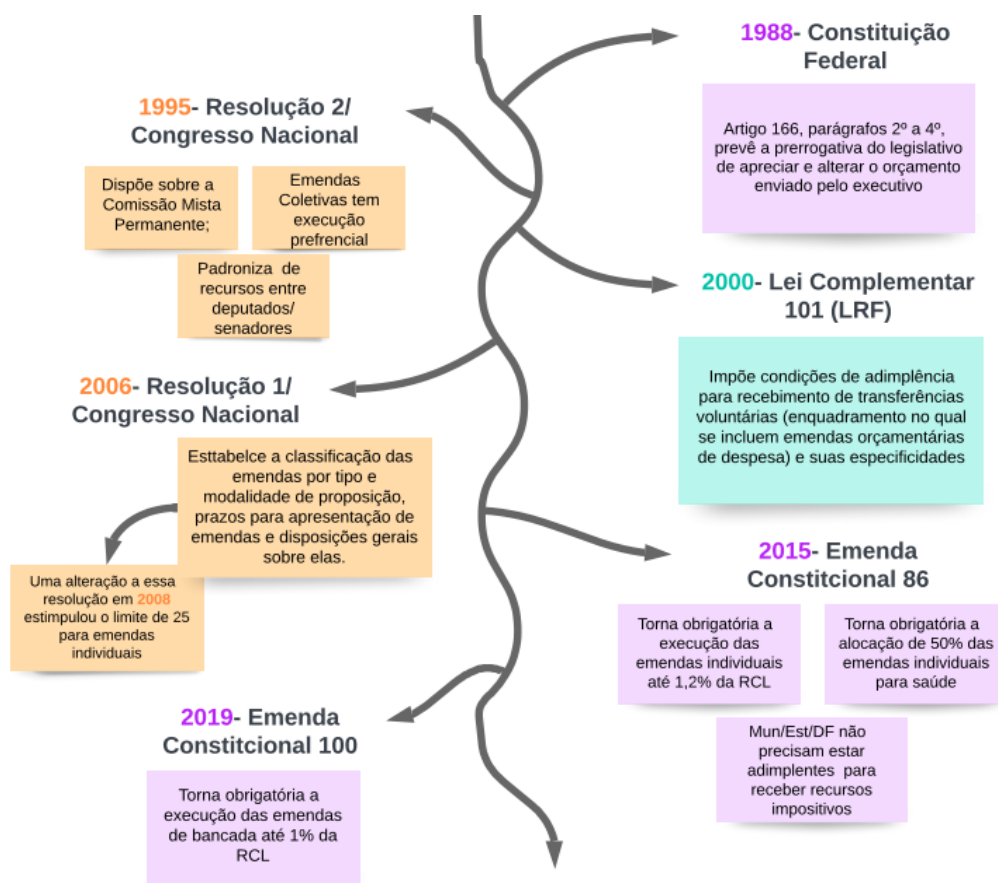 1988- Constituição
Federal
Artigo 166, parágrafos 2º a 4º,
prevê a prerrogativa do legislativo
de apreciar e alterar o orçamento
enviado pelo executivo
1995- Resolução 2/
Congresso Nacional
Dispõe sobre a
Comissão Mista
Permanente;
Emendas
Coletivas tem
execução
prefrencial
Padroniza de
recursos entre
deputados/
senadores
2000- Lei Complementar
101 (LRF)
Impõe condições de adimplência
para recebimento de transferências
voluntárias (enquadramento no qual
se incluem emendas orçamentárias
de despesa) e suas especificidades
2006- Resolução 1/
Congresso Nacional
Esttabelce a classificação das
emendas por tipo e
modalidade de proposição,
prazos para apresentação de
emendas e disposições gerais
sobre elas.
Uma alteração a essa
resolução em 2008
estimpulou o limite de 25
para emendas
individuais
2015- Emenda
Constitcional 86
Torna obrigatória a
execução das
emendas individuais
até 1,2% da RCL
Torna obrigatória a
alocação de 50% das
emendas individuais
para saúde
Mun/Est/DF não
precisam estar
adimplentes para
receber recursos
impositivos
2019- Emenda
Constitcional 100
Torna obrigatória a
execução das emendas
de bancada até 1% da
RCL